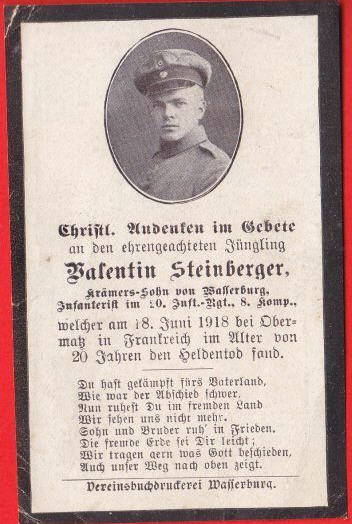 Christl. Andenken im Gebete
an den ehrengeachteten Jüngling
Valentin Steinberger,
Krämers-Sohn von Wasserburg,
Infanterist im 20. Inft.-Rgt., 8. Komp.,
welcher am 18. Juni 1918 bei Ober-
matz in Frankreich im Alter von
20 Jahren den Heldentod fand.
Du hast gekämpft fürs Vaterland,
Wie war der Abschied schwer,
Nun ruhest Du im fremden Land
Wir sehen uns nicht mehr.
Sohn und Bruder ruh' in Frieden.
Die fremde Erde sei Dir leicht;
Wir tragen gern was Gott beschieden,
Auch unser Weg nach oben zeigt.
Vereinsbuchdruckerei Wasserburg.